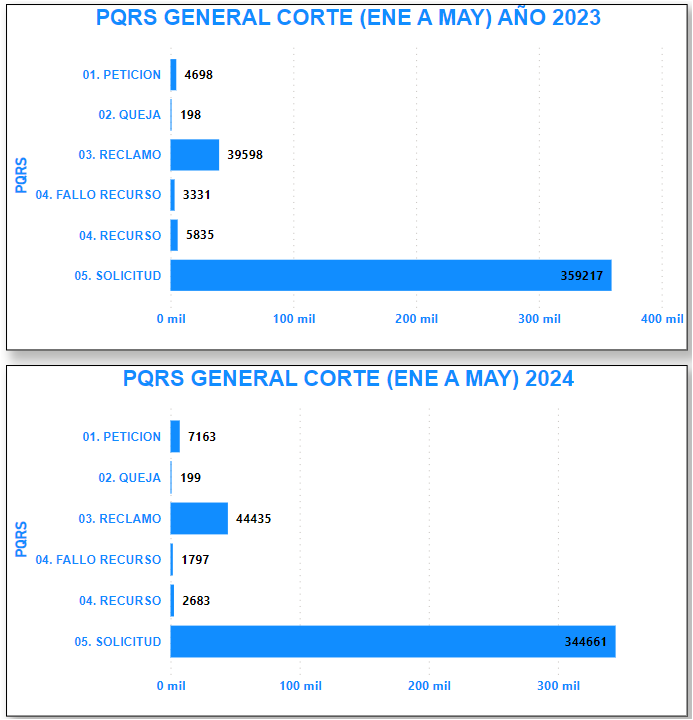 PQRS GENERAL CORTE (ENE A MAY) AÑO 2023
PQRS
01. PETICION 4698
02. QUEJA 198
03. RECLAMO 39598
04. FALLO RECURSO 3331
04. RECURSO 5835
05. SOLICITUD 359217
0 mil 100 mil 200 mil 300 mil 400 mil
PQRS GENERAL CORTE (ENE A MAY) 2024
PQRS
01. PETICION 7163
02. QUEJA 199
03. RECLAMO 44435
04. FALLO RECURSO 1797
04. RECURSO 2683
05. SOLICITUD 344661
0 mil 100 mil 200 mil 300 mil